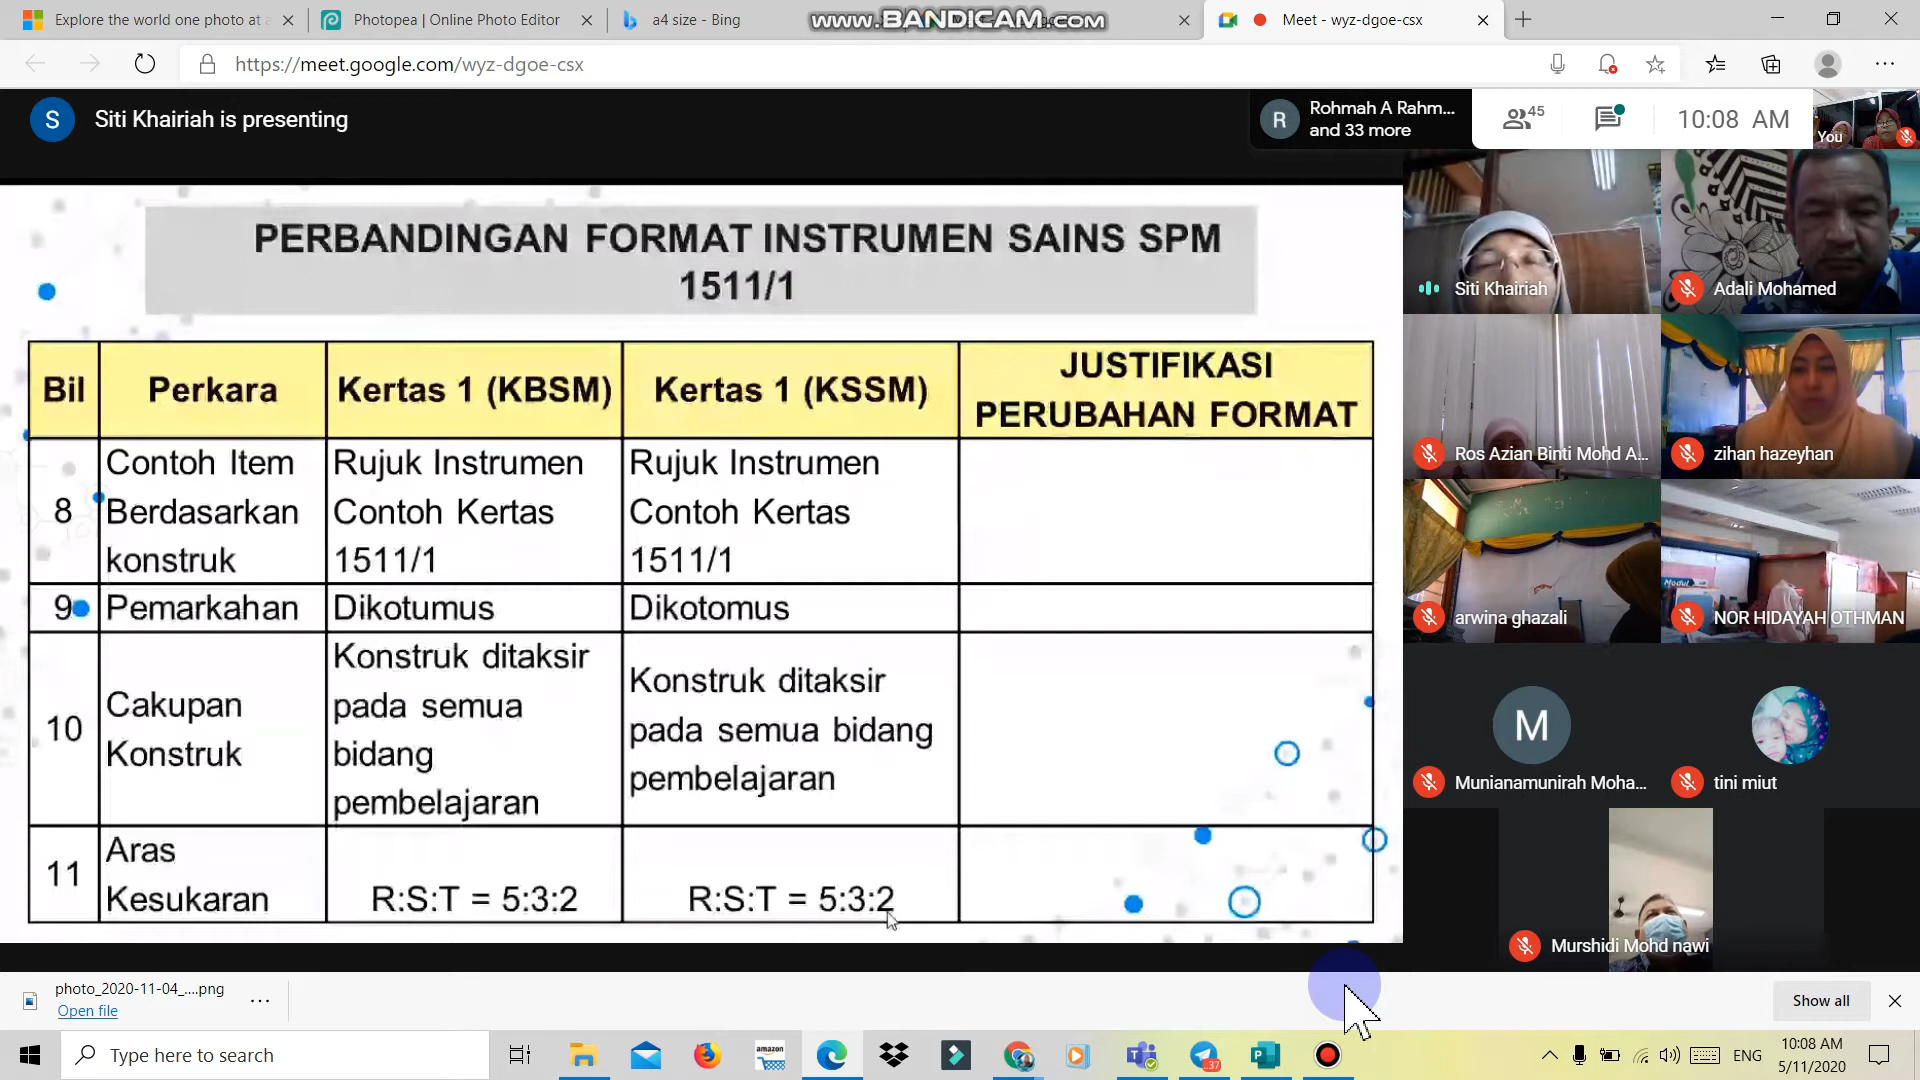 Explore the world one photo at a
Photopea | Online Photo Editor
a4 size - Bing
www.BANDICAM.com
Meet - wyz-dgoe-csx
https://meet.google.com/wyz-dgoe-csx
S
Siti Khairiah is presenting
R
Rohmah A Rahm...
and 33 more
45
10:08 AM
You
PERBANDINGAN FORMAT INSTRUMEN SAINS SPM
1511/1
Bil
Perkara
Kertas 1 (KBSM)
Kertas 1 (KSSM)
JUSTIFIKASI
PERUBAHAN FORMAT
8
Contoh Item
Berdasarkan
konstruk
Rujuk Instrumen
Contoh Kertas
1511/1
Rujuk Instrumen
Contoh Kertas
1511/1
9
Pemarkahan
Dikotumus
Dikotomus
10
Cakupan
Konstruk
Konstruk ditaksir
pada semua
bidang
pembelajaran
Konstruk ditaksir
pada semua bidang
pembelajaran
11
Aras
Kesukaran
R:S:T = 5:3:2
R:S:T = 5:3:2
Siti Khairiah
Adali Mohamed
Ros Azian Binti Mohd A...
zihan hazeyhan
arwina ghazali
Modul
NOR HIDAYAH OTHMAN
M
Munianamunirah Moha...
tini miut
Murshidi Mohd nawi
photo_2020-11-04_....png
Open file
Show all
Type here to search
amazon
37
ENG
10:08 AM
5/11/2020